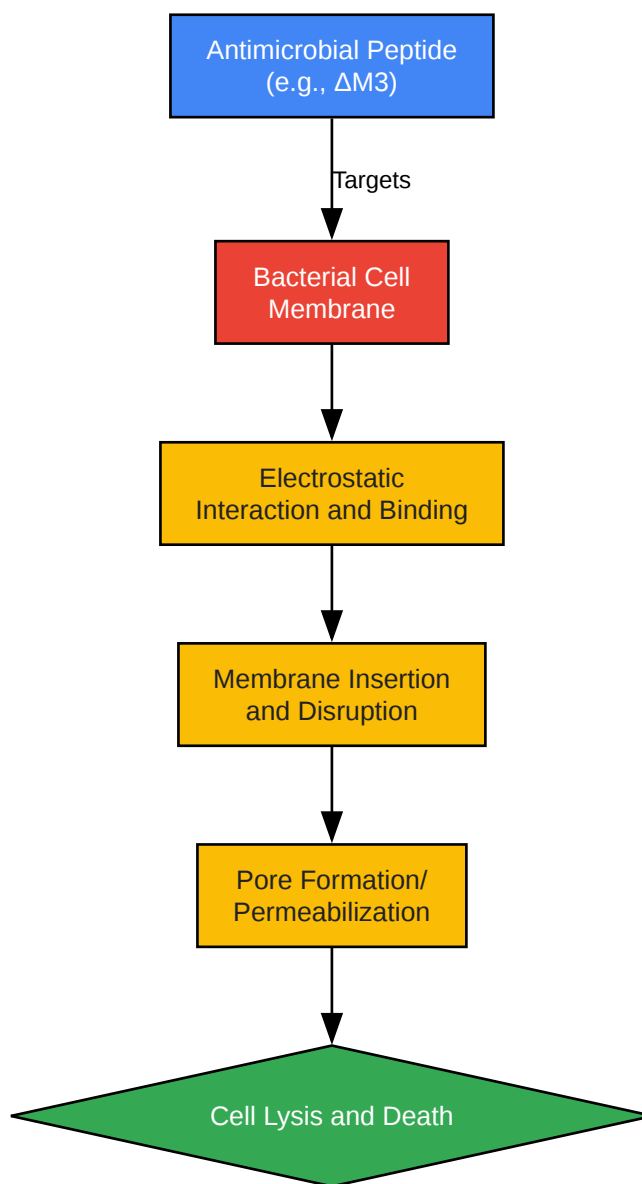 Antimicrobial Peptide
(e.g., ΔM3)
Targets
Bacterial Cell
Membrane
Electrostatic
Interaction and Binding
Membrane Insertion
and Disruption
Pore Formation/
Permeabilization
Cell Lysis and Death